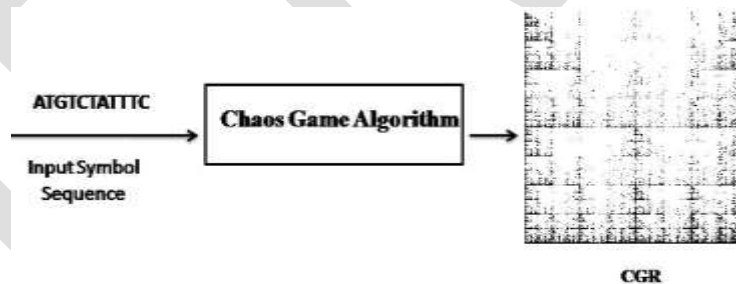 ATGTCTATTTC
Chaos Game Algorithm
Input Symbol
Sequence
CGR